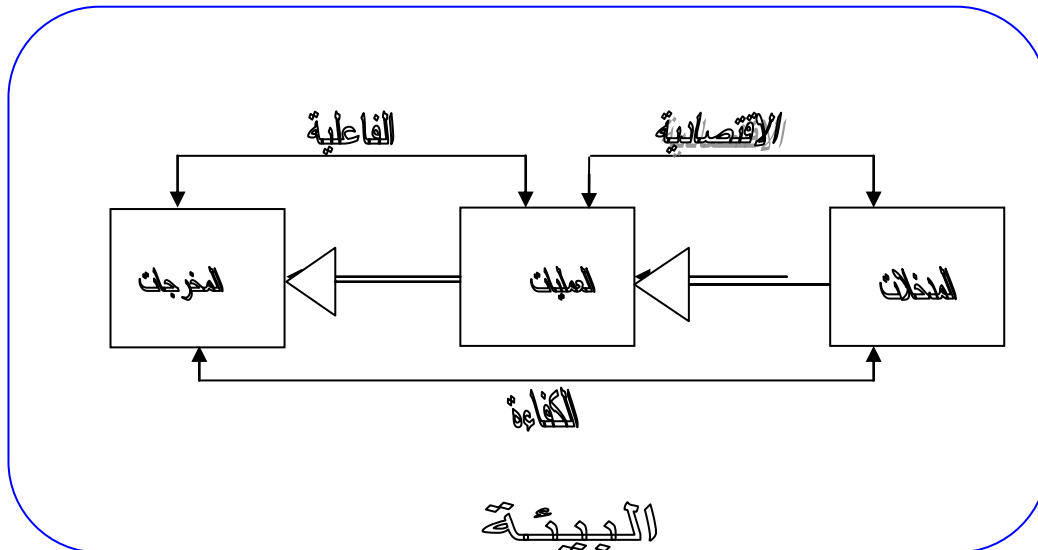 الاقتصادية
الفاعلية
المدخلات
العمليات
المخرجات
الكفاءة
البيئة